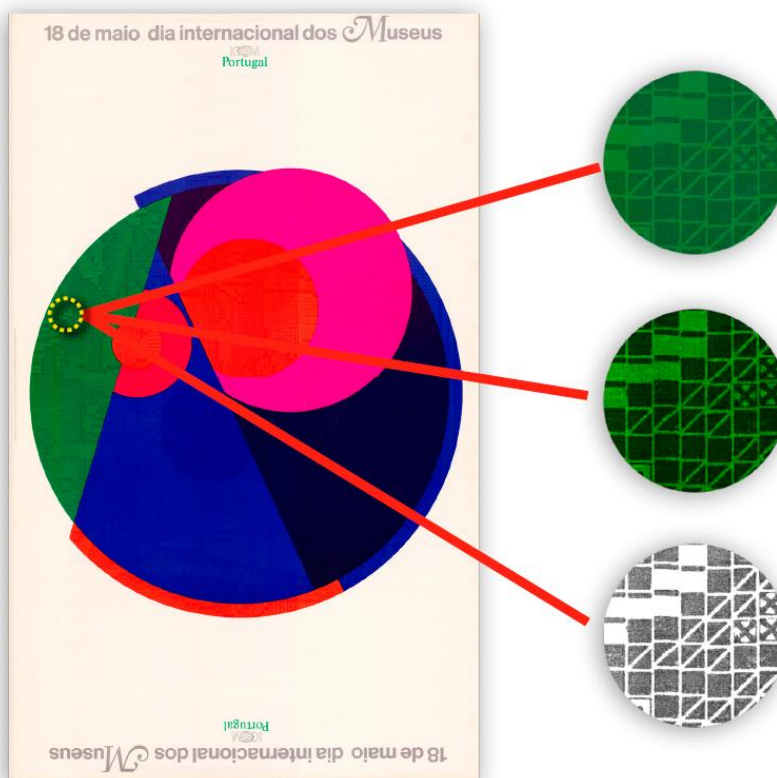 18 de maio dia internacional dos Museus
ICOM
Portugal
Portugal
ICOM
18 de maio dia internacional dos Museus